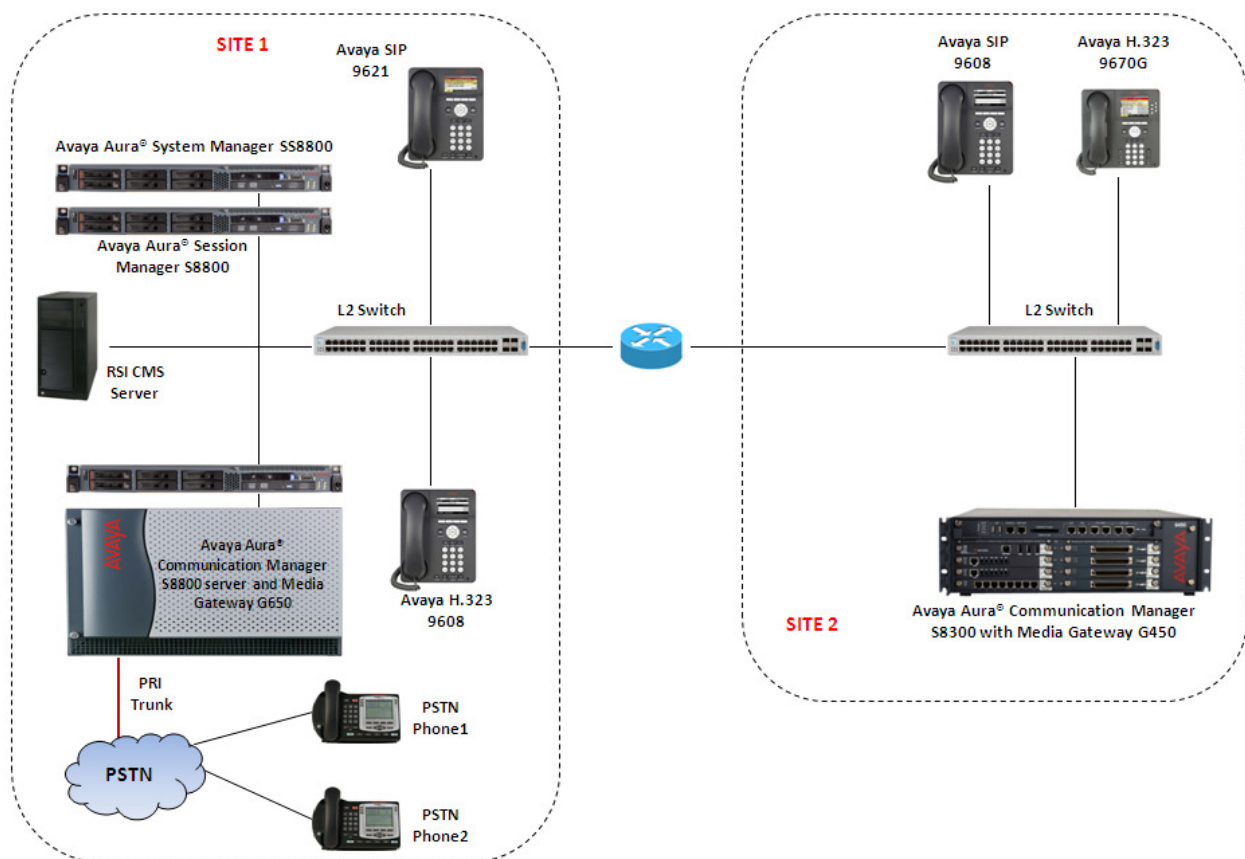 SITE 1
Avaya SIP
9621
Avaya Aura® System Manager SS8800
Avaya Aura® Session
Manager S8800
L2 Switch
RSI CMS
Server
AVAYA
Avaya Aura®
Communication Manager
S8800 server and Media
Gateway G650
Avaya H.323
9608
PRI
Trunk
PSTN
PSTN
Phone1
PSTN
Phone2
Avaya SIP
9608
Avaya H.323
9670G
L2 Switch
AVAYA
Avaya Aura® Communication Manager
S8300 with Media Gateway G450
SITE 2